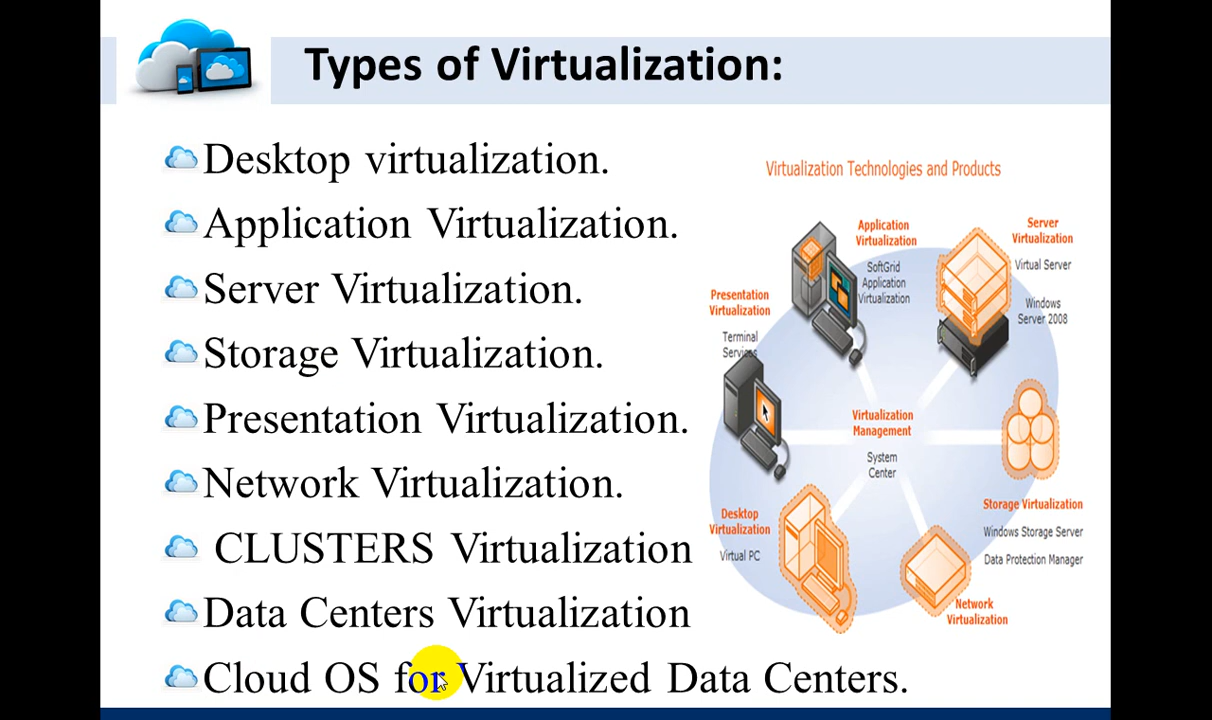 Types of Virtualization:
Desktop virtualization.
Application Virtualization.
Server Virtualization.
Storage Virtualization.
Presentation Virtualization.
Network Virtualization.
CLUSTERS Virtualization
Data Centers Virtualization
Cloud OS for Virtualized Data Centers.
Virtualization Technologies and Products
Application
Virtualization
SoftGrid
Application
Virtualization
Server
Virtualization
Virtual Server
Windows
Server 2008
Presentation
Virtualization
Terminal
Services
Virtualization
Management
System
Center
Storage Virtualization
Windows Storage Server
Data Protection Manager
Desktop
Virtualization
Virtual PC
Network
Virtualization